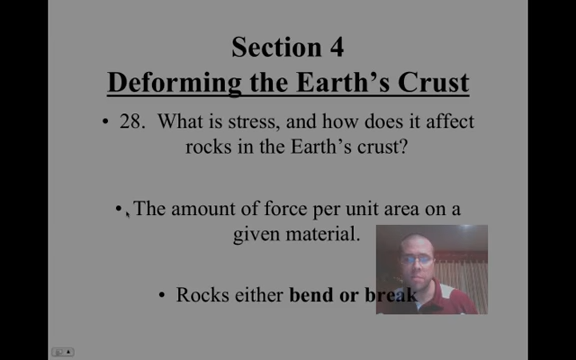 Section 4
Deforming the Earth's Crust
• 28. What is stress, and how does it affect
rocks in the Earth's crust?
• The amount of force per unit area on a
given material.
• Rocks either bend or break